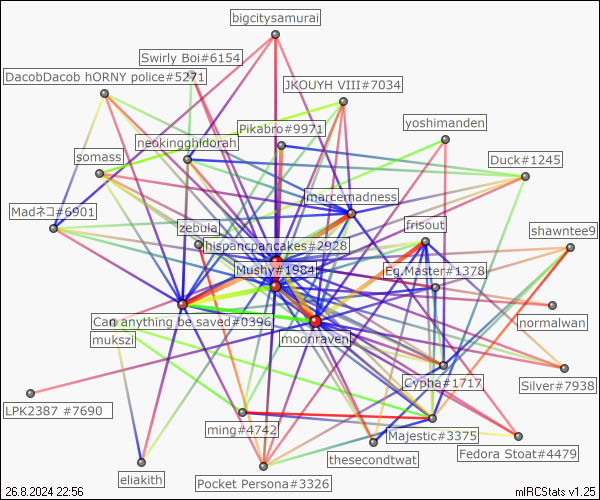 bigcitysamurai
Swirly Boi#6154
DacobDacob hORNY police#5271
JKOUYH VIII#7034
Pikabro#9971
yoshimanden
neokingghidorah
somass
Duck#1245
marcemadness
Madネコ#6901
zebula
frisout
shawntee9
hispancpancakes#2928
Mushy#1984
Eg.Master#1378
Can anything be saved#0396
normalwan
mukszi
moonraven
Cypha#1717
Silver#7938
LPK2387 #7690
ming#4742
Majestic#3375
Fedora Stoat#4479
thesecondtwat
eliakith
Pocket Persona#3326
26.8.2024 22:56
mIRCStats v1.25